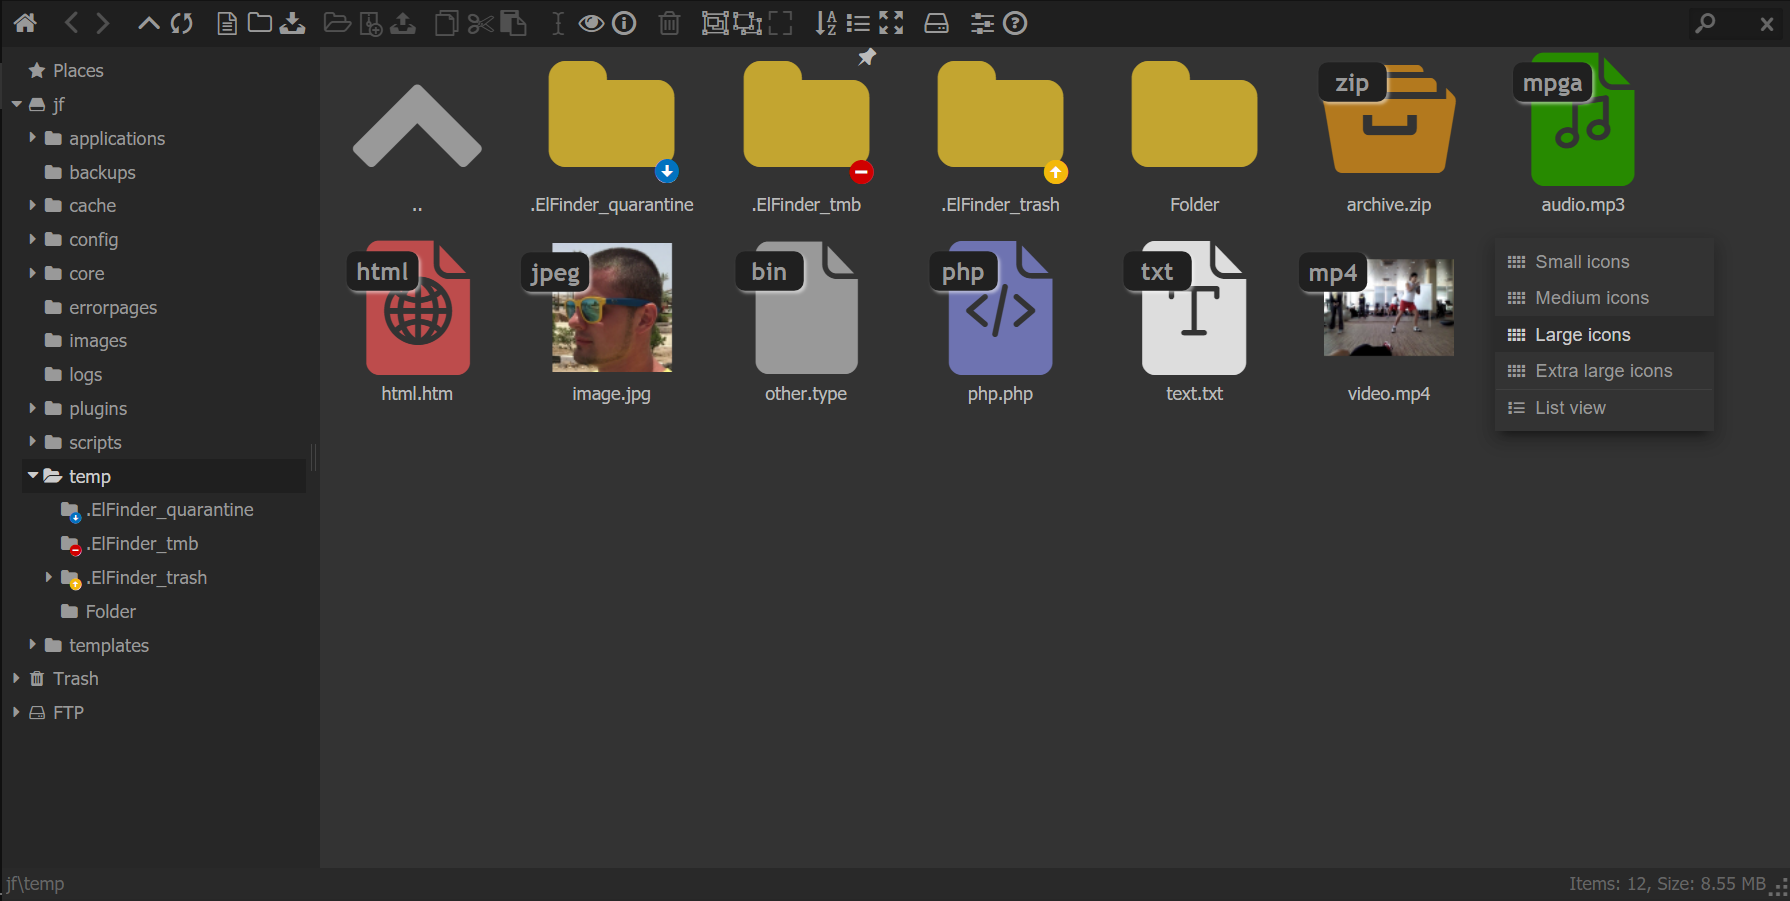 Places
jf
applications
backups
cache
config
core
errorpages
images
logs
plugins
scripts
temp
.ElFinder_quarantine
.ElFinder_tmb
.ElFinder_trash
Folder
templates
Trash
FTP
A
Z
zip
mpga
..
.ElFinder_quarantine
.ElFinder_tmb
.ElFinder_trash
Folder
archive.zip
audio.mp3
html
jpeg
bin
php
txt
mp4
html.htm
image.jpg
other.type
php.php
text.txt
video.mp4
Small icons
Medium icons
Large icons
Extra large icons
List view
jf\temp
Items: 12, Size: 8.55 MB